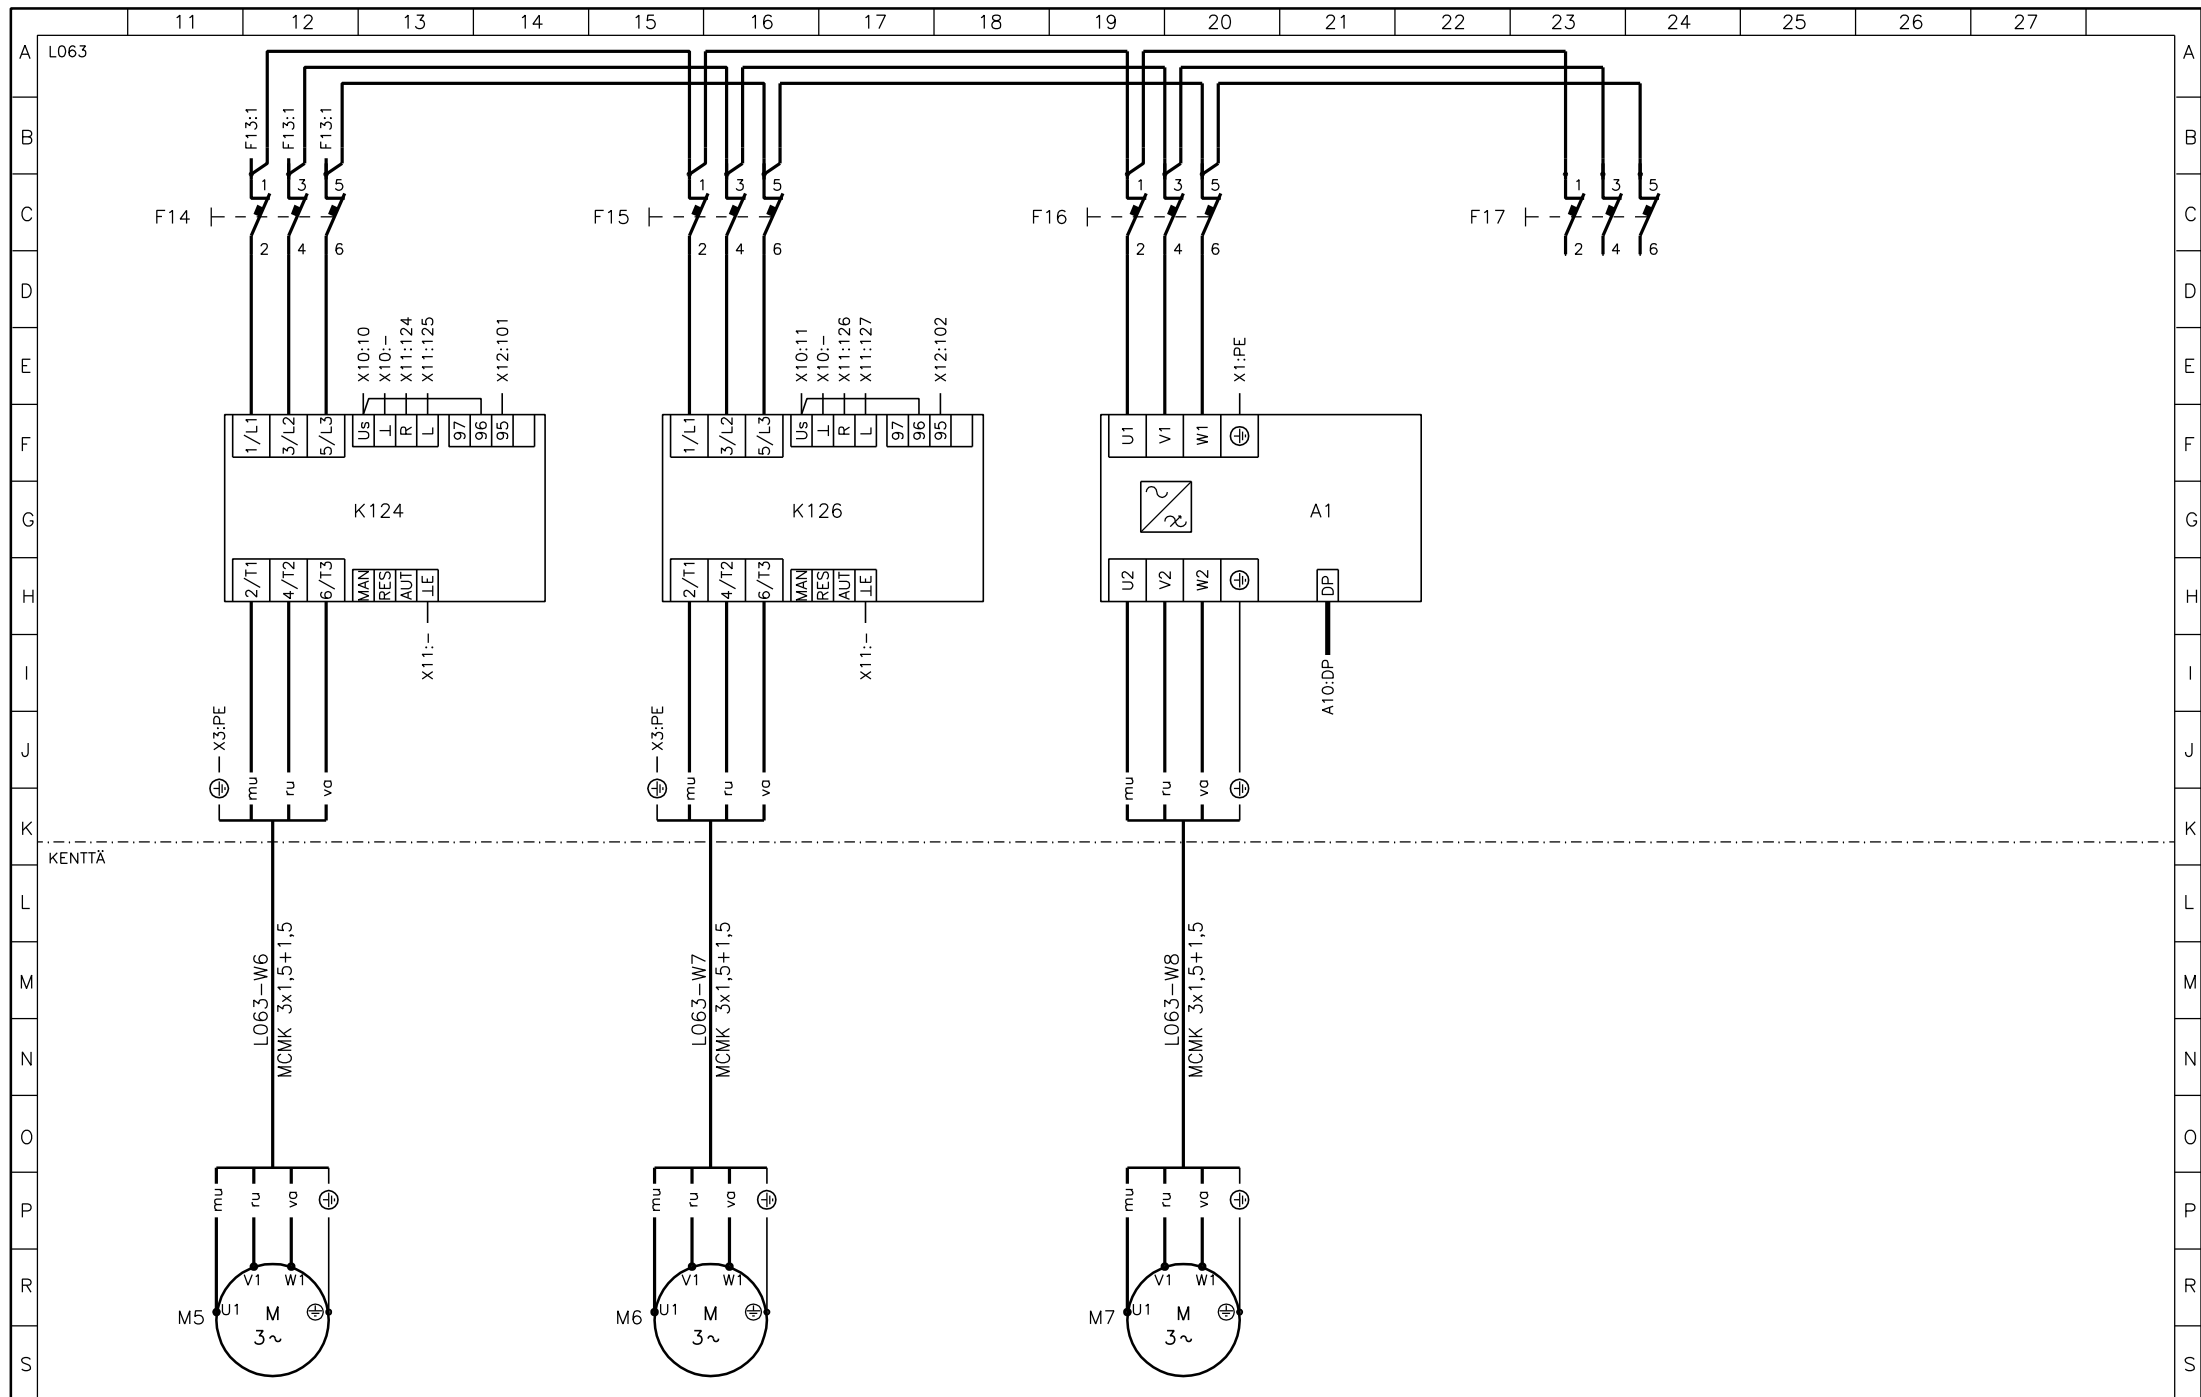 11 12 13 14 15 16 17 18 19 20 21 22 23 24 25 26 27
A L063 A
B F13:1 F13:1 F13:1 B
1 3 5 1 3 5 1 3 5 1 3 5
C F14 F15 F16 F17 C
2 4 6 2 4 6 2 4 6 2 4 6
D D
E X10:10 X10:- X11:124 X11:125 X12:101 X10:11 X10:- X11:126 X11:127 X12:102 X1:PE E
F 1/L1 3/L2 5/L3 Us ⊥ R L 97 96 95 1/L1 3/L2 5/L3 Us ⊥ R L 97 96 95 U1 V1 W1 F
G K124 K126 A1 G
H 2/T1 4/T2 6/T3 MAN RES AUT ⊥E 2/T1 4/T2 6/T3 MAN RES AUT ⊥E U2 V2 W2 DP H
I X11:- X11:- A10:DP I
J X3:PE X3:PE J
mu ru va mu ru va mu ru va
K K
KENTTÄ
L L
M L063-W6 L063-W7 L063-W8 M
MCMK 3x1,5+1,5 MCMK 3x1,5+1,5 MCMK 3x1,5+1,5
N N
O O
P mu ru va mu ru va mu ru va P
R V1 W1 V1 W1 V1 W1 R
M5 U1 M M6 U1 M M7 U1 M
3~ 3~ 3~
S S